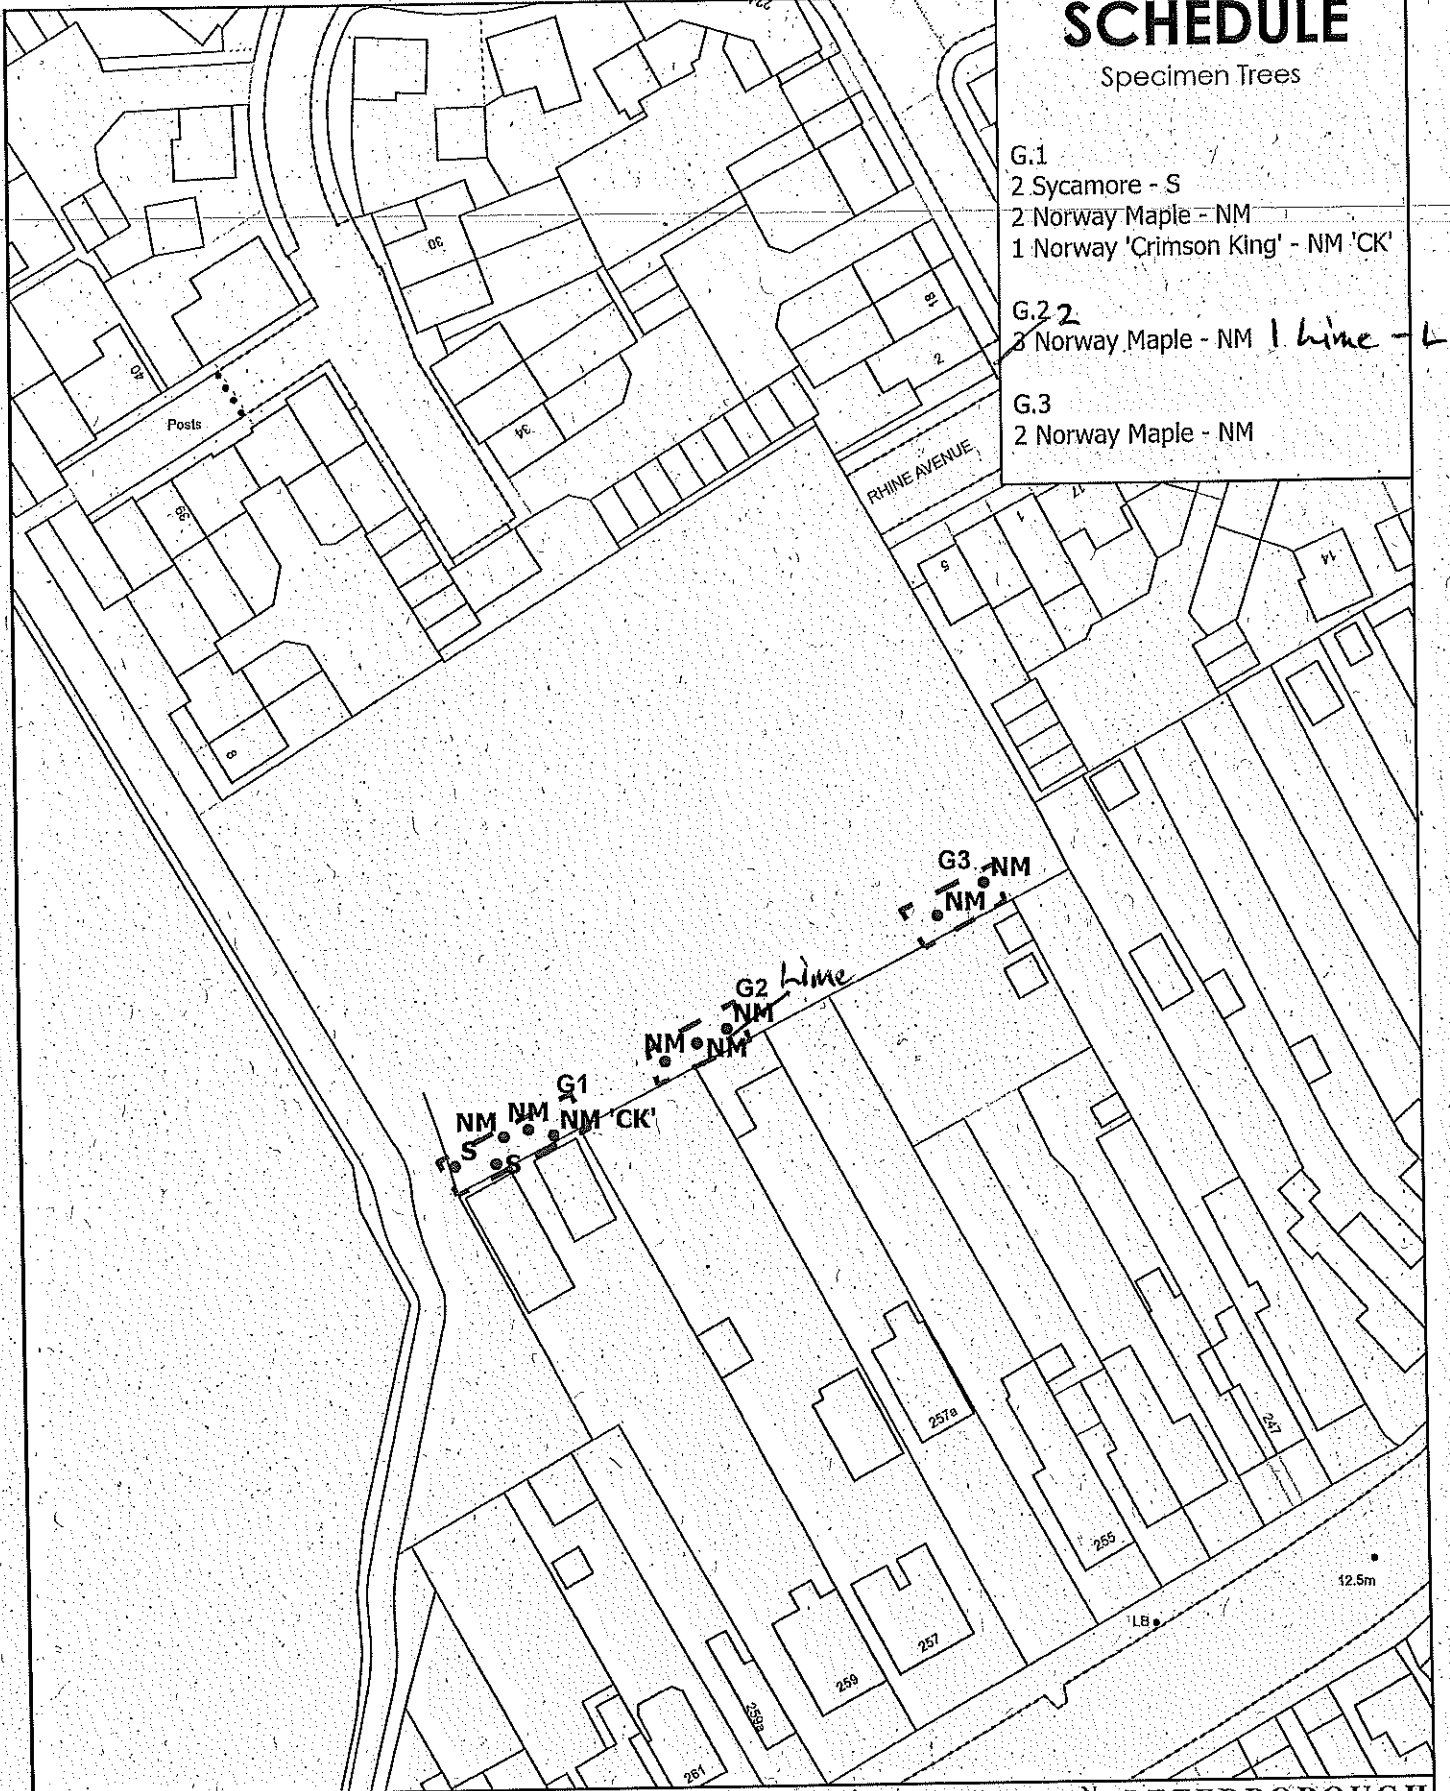 SCHEDULE
Specimen Trees
G.1
2 Sycamore - S
2 Norway Maple - NM
1 Norway 'Crimson King' - NM 'CK'
G.2 2
3 Norway Maple - NM 1 Lime - L
G.3
2 Norway Maple - NM
30
18
2
40
Posts
34
39
RHINE AVENUE
17
1
5
14
8
G3 NM
NM
Lime
G2
NM
NM NM
G1
NM NM NM 'CK'
S S
257a
247
255
12.5m
LB
257
259
259a
261